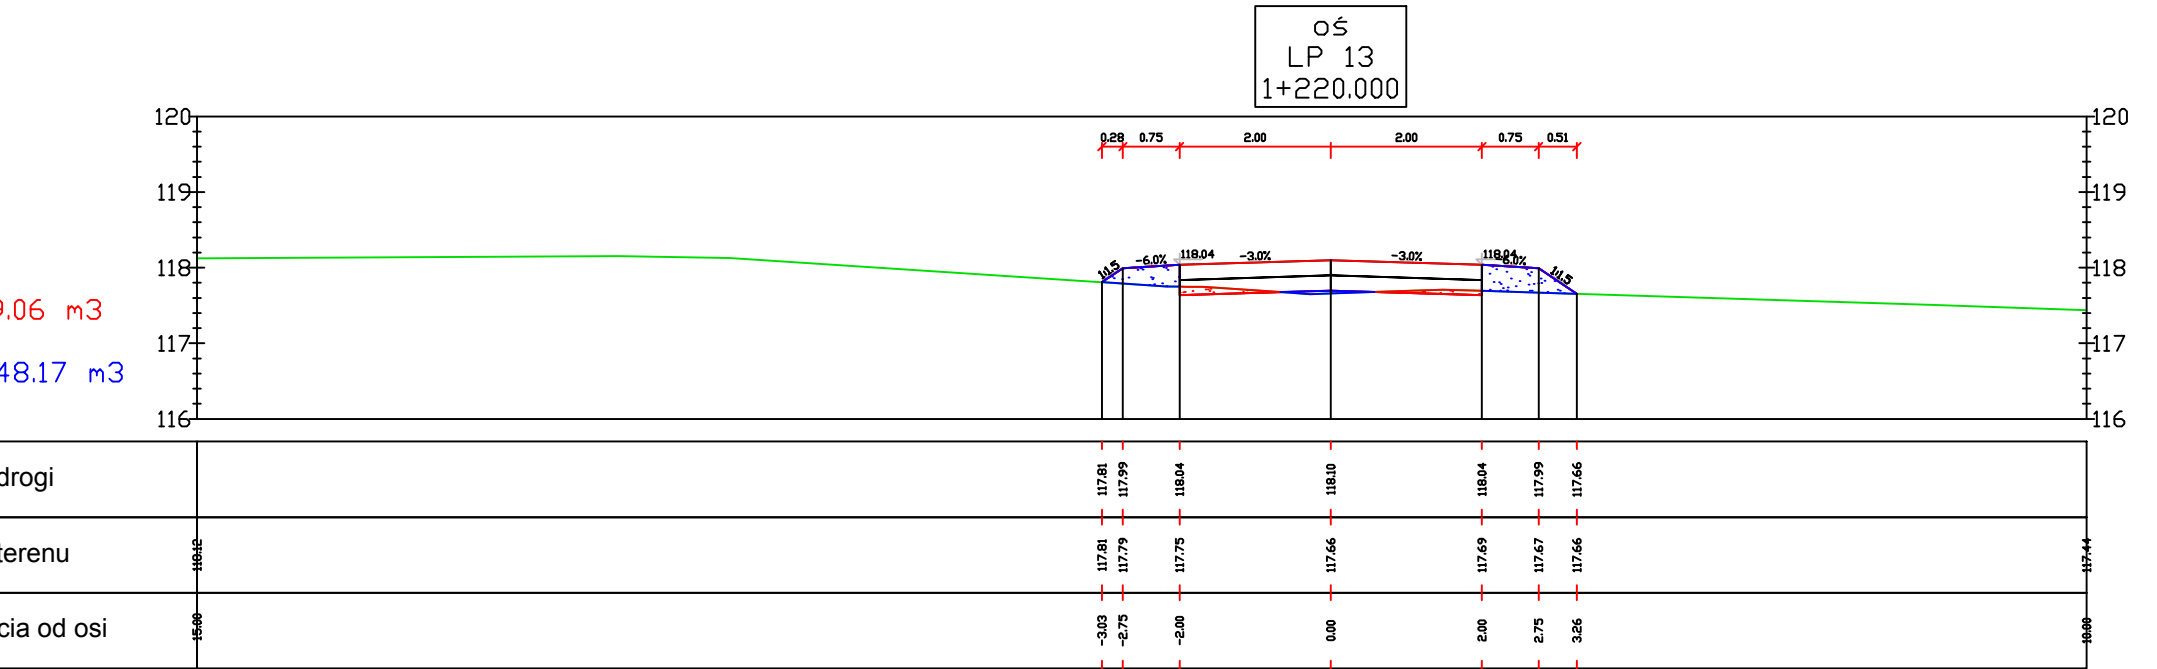 oś
LP 13
1+220.000
120 120
0.28 0.75 2.00 2.00 0.75 0.51
119 119
118 1:1.5 -6.0% 118.04 -3.0% -3.0% 118.04 -6.0% 1:1.5 118
9.06 m3
117 117
48.17 m3
116 116
drogi 117.81 117.99 118.04 118.10 118.04 117.99 117.66
terenu 118.12 117.81 117.79 117.75 117.66 117.69 117.67 117.66 117.44
cia od osi 15.00 -3.03 -2.75 -2.00 0.00 2.00 2.75 3.26 10.00